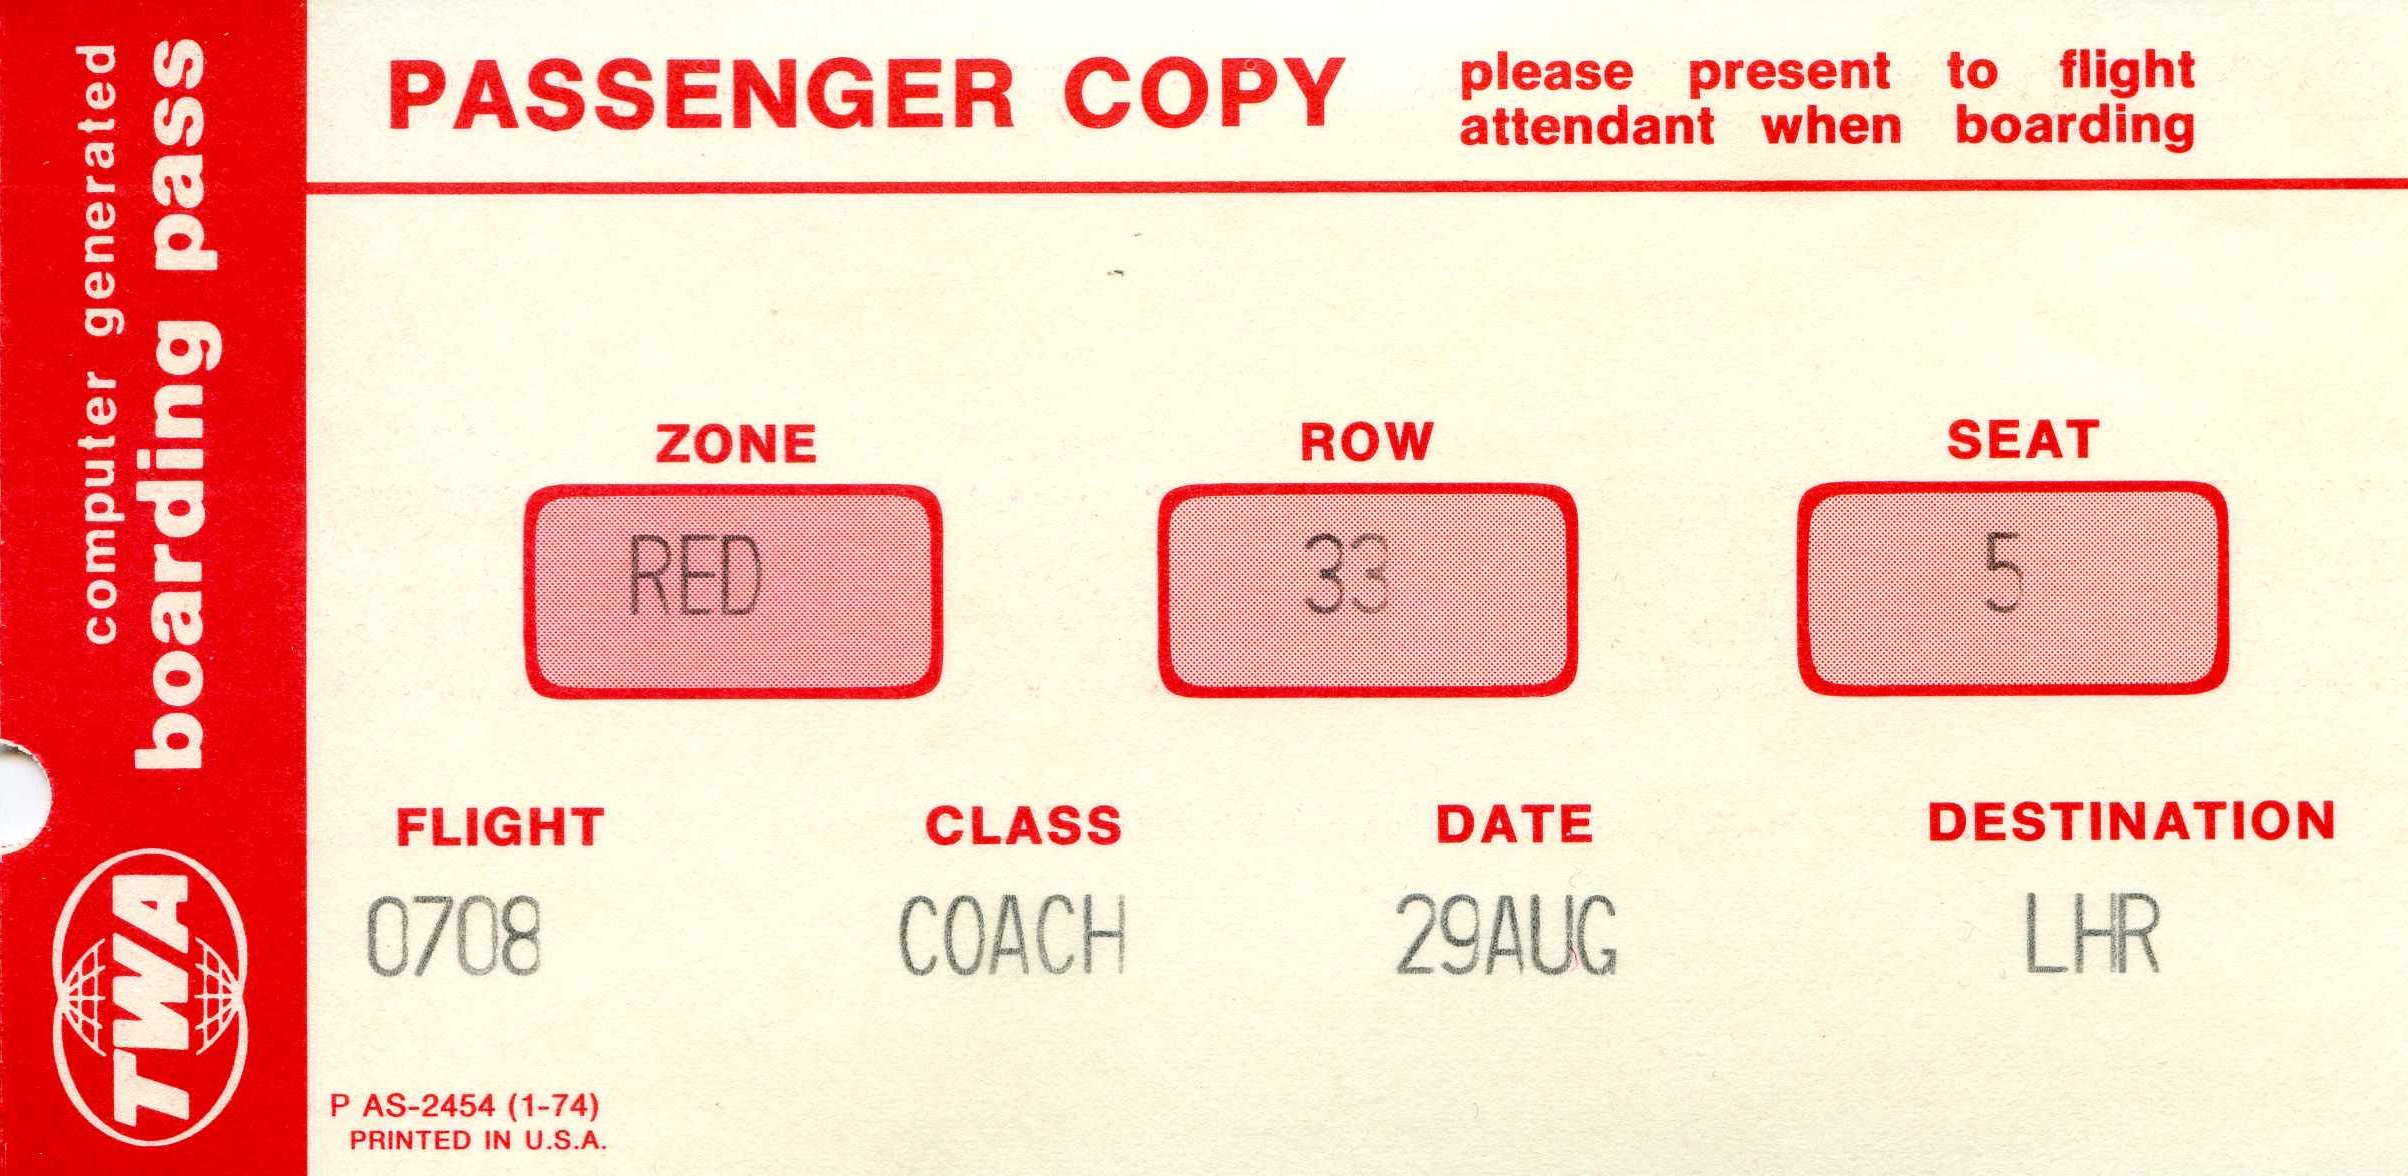 computer generated
boarding pass
TWA
PASSENGER COPY
please present to flight
attendant when boarding
ZONE ROW SEAT
RED 33 5
FLIGHT CLASS DATE DESTINATION
0708 COACH 29AUG LHR
P AS-2454 (1-74)
PRINTED IN U.S.A.